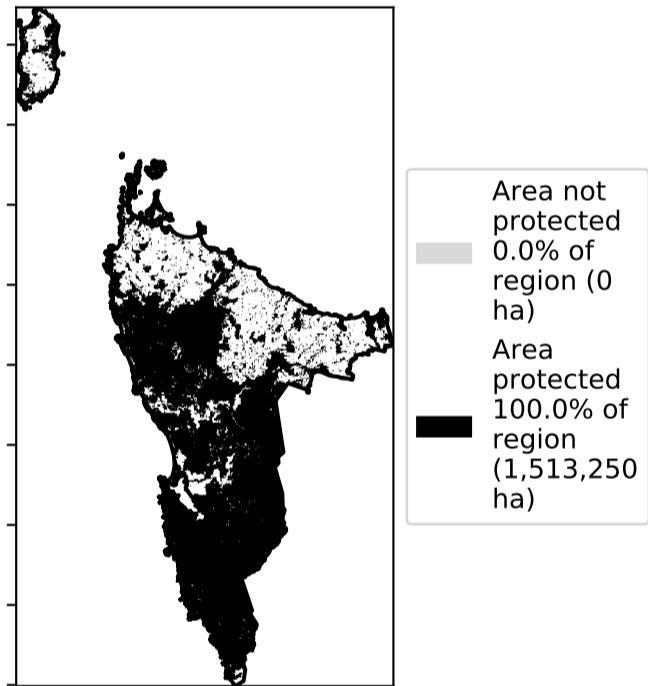 Area not
protected
0.0% of
region (0
ha)
Area
protected
100.0% of
region
(1,513,250
ha)